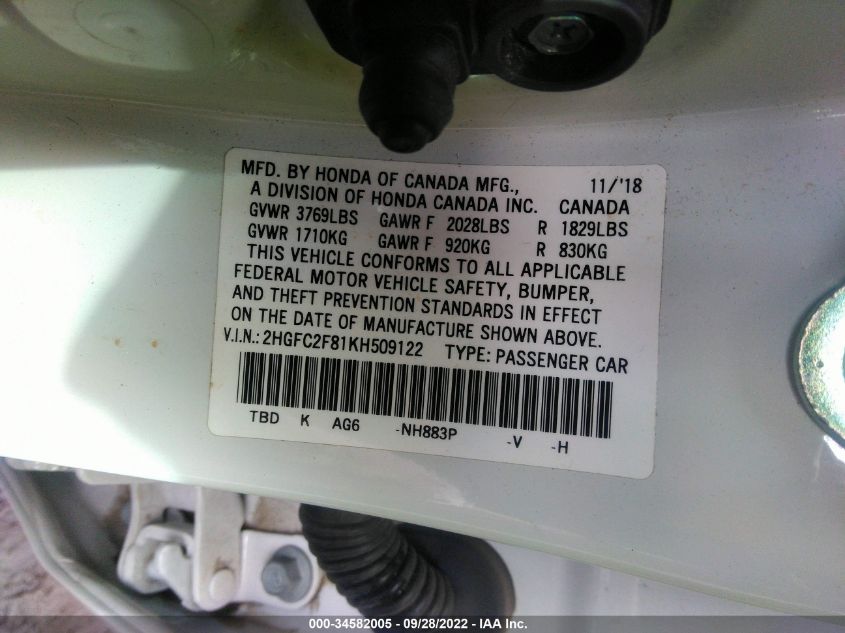 MFD. BY HONDA OF CANADA MFG., 11/'18
A DIVISION OF HONDA CANADA INC. CANADA
GVWR 3769LBS GAWR F 2028LBS R 1829LBS
GVWR 1710KG GAWR F 920KG R 830KG
THIS VEHICLE CONFORMS TO ALL APPLICABLE
FEDERAL MOTOR VEHICLE SAFETY, BUMPER,
AND THEFT PREVENTION STANDARDS IN EFFECT
ON THE DATE OF MANUFACTURE SHOWN ABOVE.
V.I.N.: 2HGFC2F81KH509122 TYPE: PASSENGER CAR
TBD K AG6 -NH883P -V -H
000-34582005 / 09/28/2022 - IAA Inc.